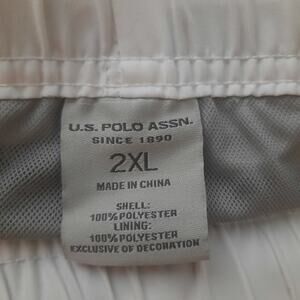 U.S. POLO ASSN.
SINCE 1890
2XL
MADE IN CHINA
SHELL:
100% POLYESTER
LINING:
100% POLYESTER
EXCLUSIVE OF DECORATION